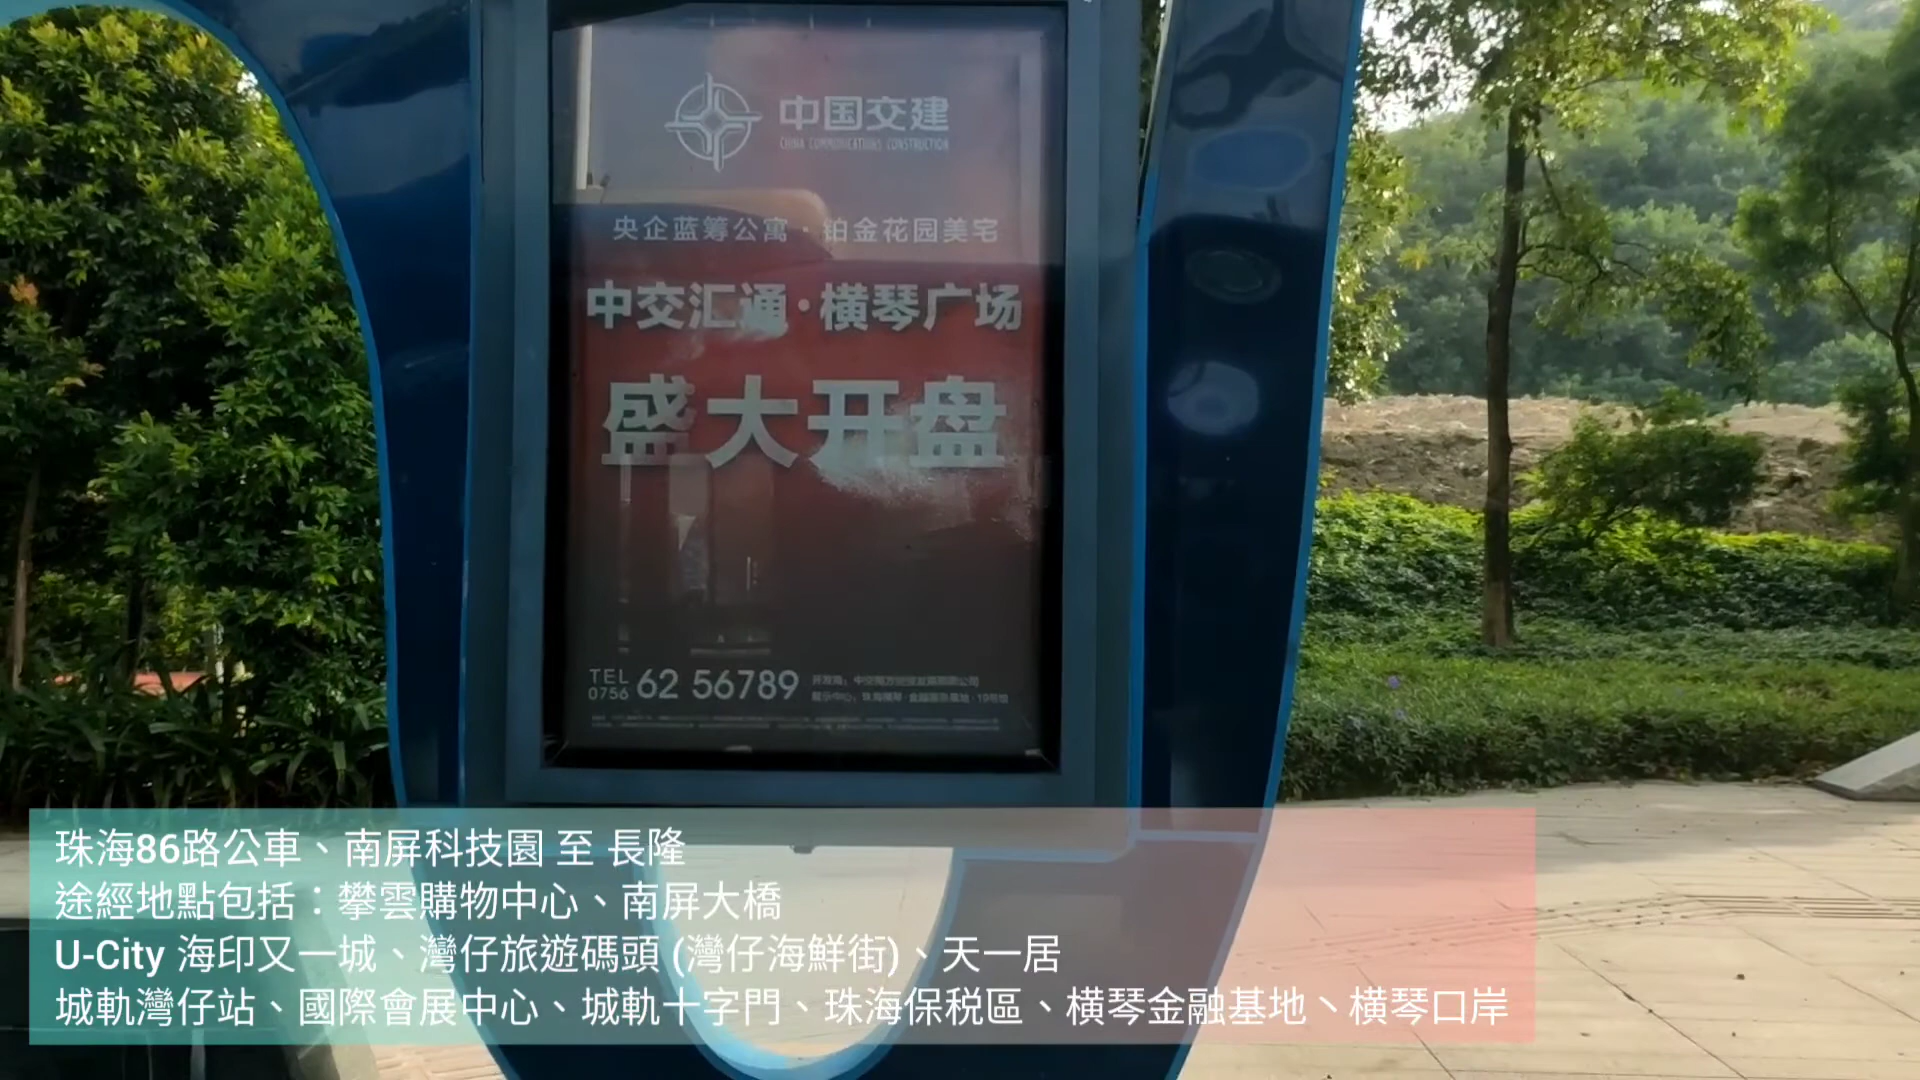 中国交建
CHINA COMMUNICATIONS CONSTRUCTION
央企蓝筹公寓·铂金花园美宅
中交汇通·横琴广场
盛大开盘
TEL 0756 62 56789
珠海86路公車、南屏科技園 至 長隆
途經地點包括：攀雲購物中心、南屏大橋
U-City 海印又一城、灣仔旅遊碼頭 (灣仔海鮮街)、天一居
城軌灣仔站、國際會展中心、城軌十字門、珠海保税區、橫琴金融基地、橫琴口岸